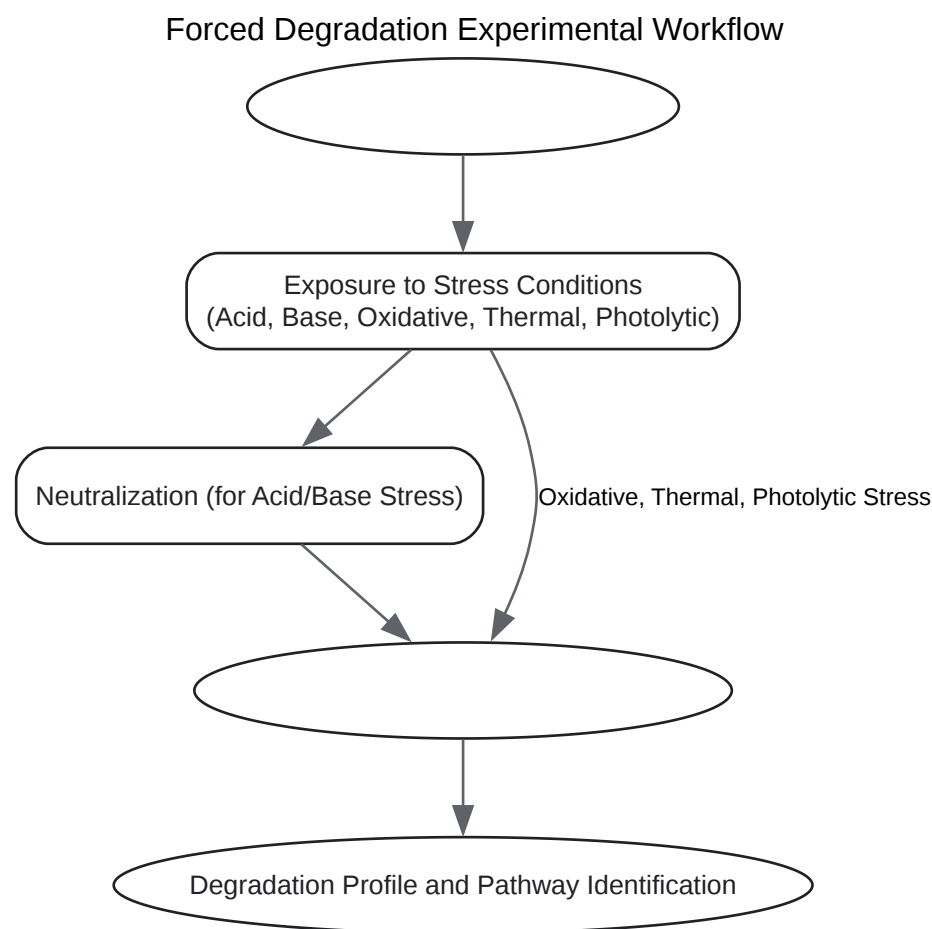 Forced Degradation Experimental Workflow
Exposure to Stress Conditions
(Acid, Base, Oxidative, Thermal, Photolytic)
Neutralization (for Acid/Base Stress)
Oxidative, Thermal, Photolytic Stress
Degradation Profile and Pathway Identification